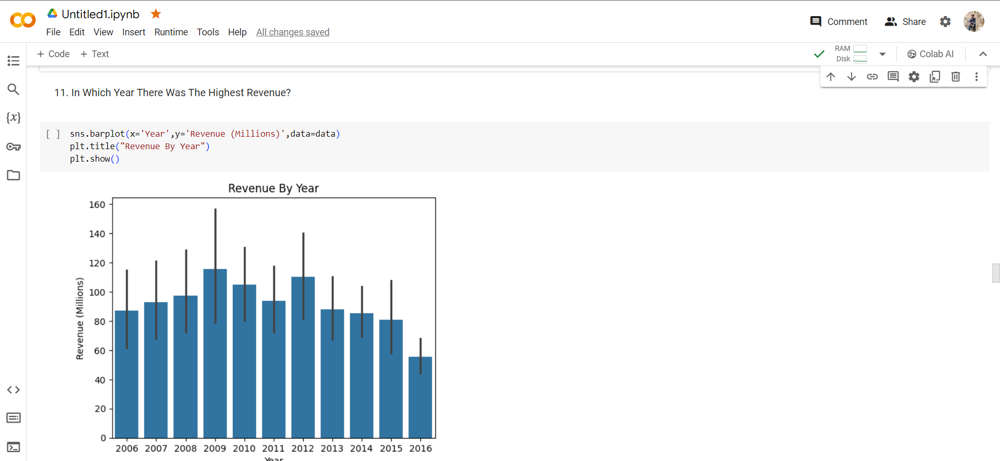 Untitled1.ipynb
File Edit View Insert Runtime Tools Help All changes saved
Comment
Share
+ Code + Text
RAM
Disk
Colab AI
{x}
11. In Which Year There Was The Highest Revenue?
[ ] sns.barplot(x='Year',y='Revenue (Millions)',data=data)
plt.title("Revenue By Year")
plt.show()
Revenue By Year
Revenue (Millions)
160
140
120
100
80
60
40
20
0
2006 2007 2008 2009 2010 2011 2012 2013 2014 2015 2016
Year